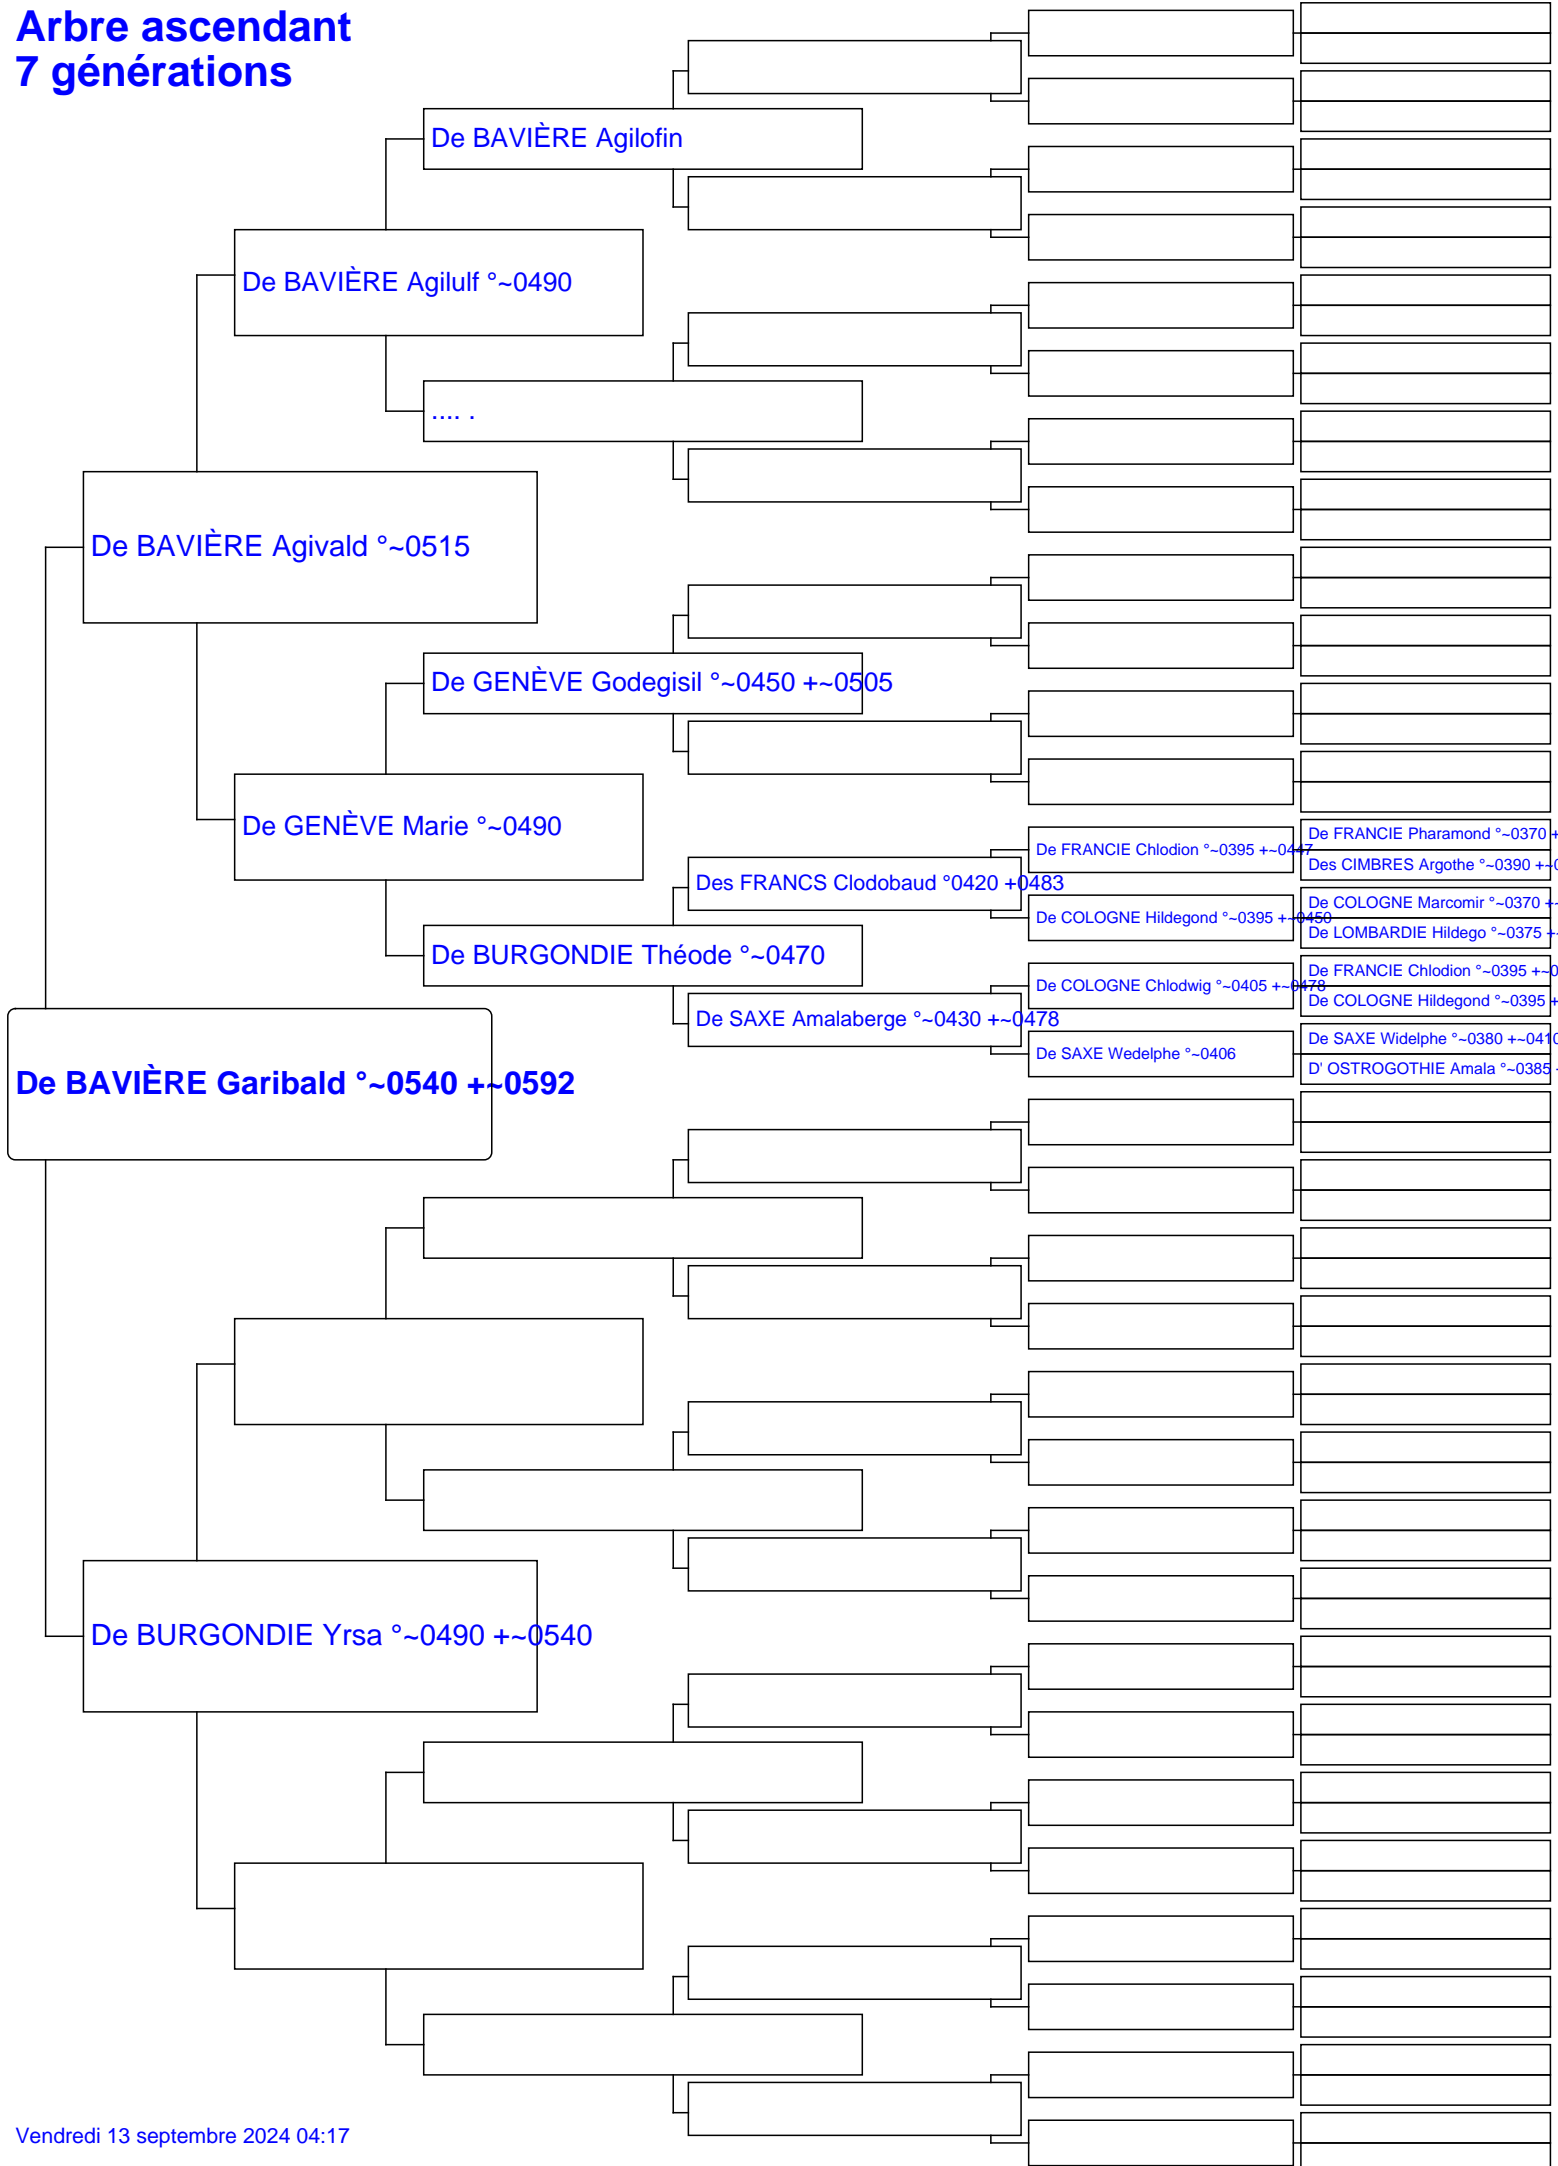 Arbre ascendant
7 générations
De BAVIÈRE Agilofin
De BAVIÈRE Agilulf °~0490
.... .
De BAVIÈRE Agivald °~0515
De GENÈVE Godegisil °~0450 +~0505
De GENÈVE Marie °~0490
De FRANCIE Pharamond °~0370 +
De FRANCIE Chlodion °~0395 +~0447
Des CIMBRES Argothe °~0390 +~0
Des FRANCS Clodobaud °0420 +0483
De COLOGNE Marcomir °~0370 +~
De COLOGNE Hildegond °~0395 +~0450
De LOMBARDIE Hildego °~0375 +~
De BURGONDIE Théode °~0470
De FRANCIE Chlodion °~0395 +~0
De COLOGNE Chlodwig °~0405 +~0478
De COLOGNE Hildegond °~0395 +
De SAXE Amalaberge °~0430 +~0478
De SAXE Widelphe °~0380 +~0410
De SAXE Wedelphe °~0406
D' OSTROGOTHIE Amala °~0385 +
De BAVIÈRE Garibald °~0540 +~0592
De BURGONDIE Yrsa °~0490 +~0540
Vendredi 13 septembre 2024 04:17